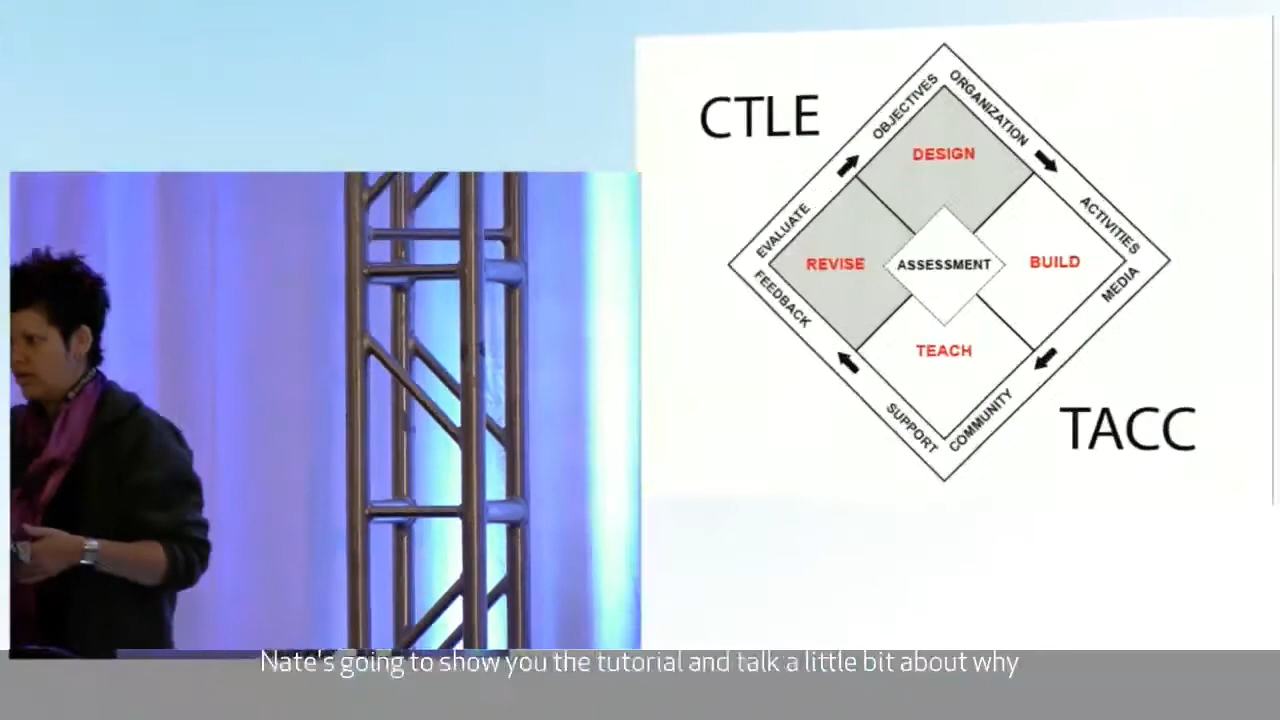 CTLE
OBJECTIVES
ORGANIZATION
DESIGN
EVALUATE
ACTIVITIES
REVISE
ASSESSMENT
BUILD
FEEDBACK
MEDIA
TEACH
SUPPORT
COMMUNITY
TACC
Nate's going to show you the tutorial and talk a little bit about why